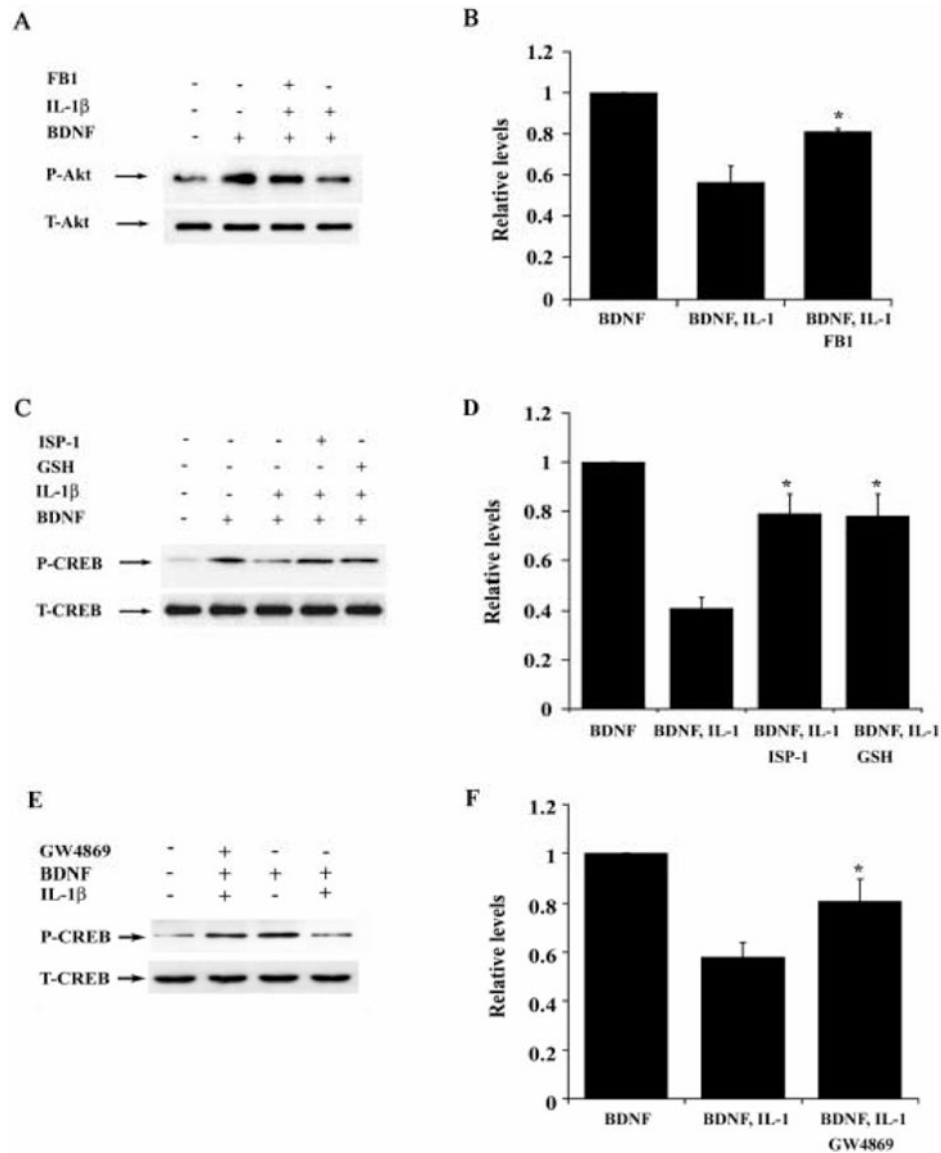 A
FB1 - - + -
IL-1β - - + +
BDNF - + + +
P-Akt
T-Akt
B
Relative levels
1.2
1
0.8
0.6
0.4
0.2
0
*
BDNF BDNF, IL-1 BDNF, IL-1
FB1
C
ISP-1 - - - + -
GSH - - - - +
IL-1β - - + + +
BDNF - + + + +
P-CREB
T-CREB
D
Relative levels
1.2
1
0.8
0.6
0.4
0.2
0
* *
BDNF BDNF, IL-1 BDNF, IL-1 BDNF, IL-1
ISP-1 GSH
E
GW4869 - + - -
BDNF - + + +
IL-1β - + - +
P-CREB
T-CREB
F
Relative levels
1.2
1
0.8
0.6
0.4
0.2
0
*
BDNF BDNF, IL-1 BDNF, IL-1
GW4869